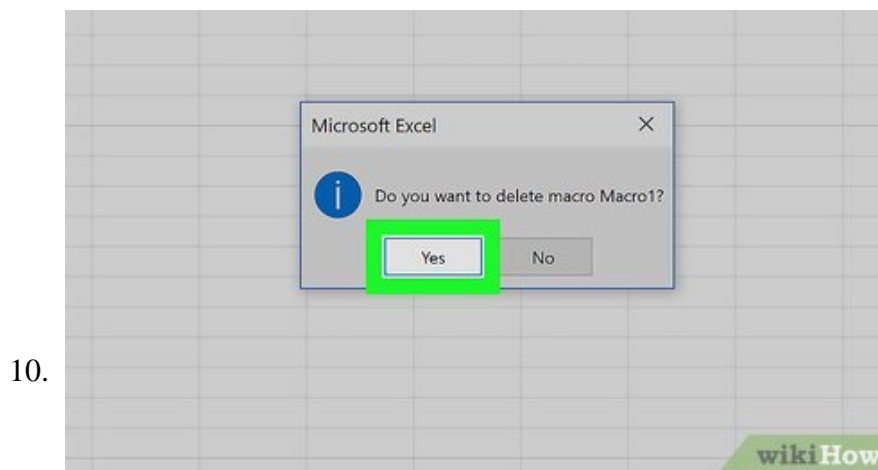 Microsoft Excel
Do you want to delete macro Macro1?
Yes No
10.
wikiHow